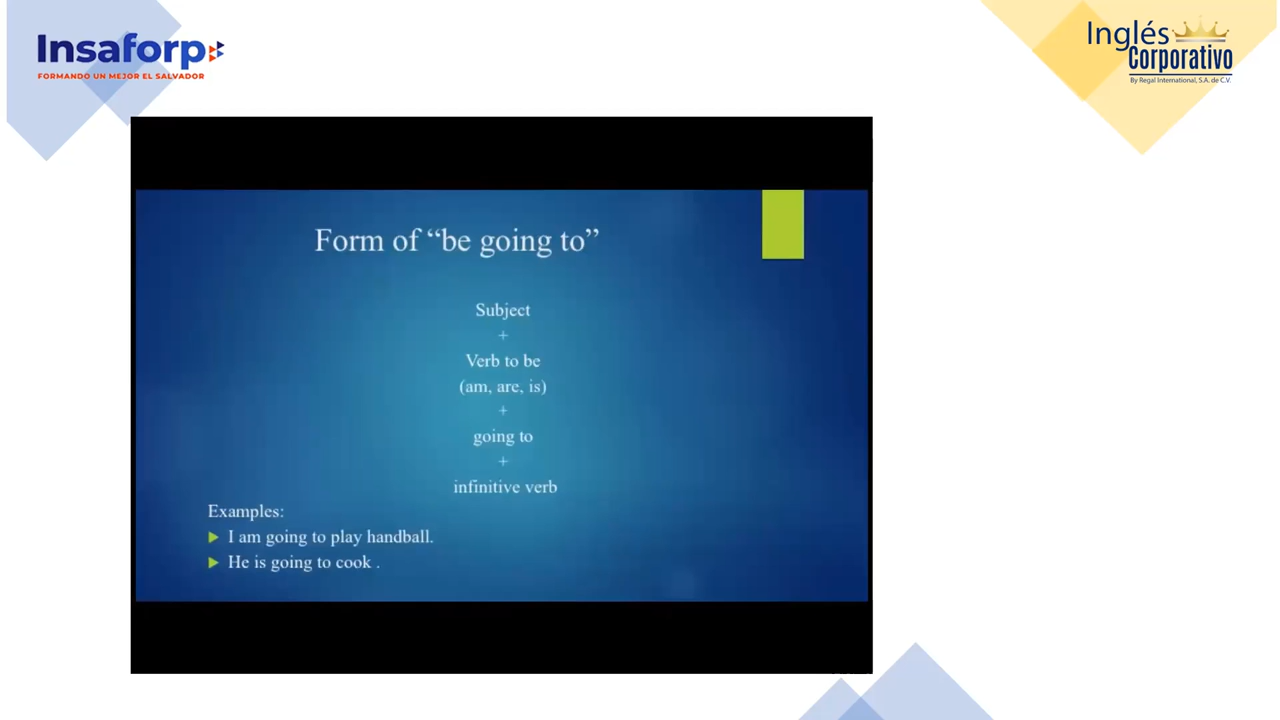 Insaforp
FORMANDO UN MEJOR EL SALVADOR
Inglés
Corporativo
By Regal International, S.A. de C.V.
Form of “be going to”
Subject
+
Verb to be
(am, are, is)
+
going to
+
infinitive verb
Examples:
I am going to play handball.
He is going to cook .